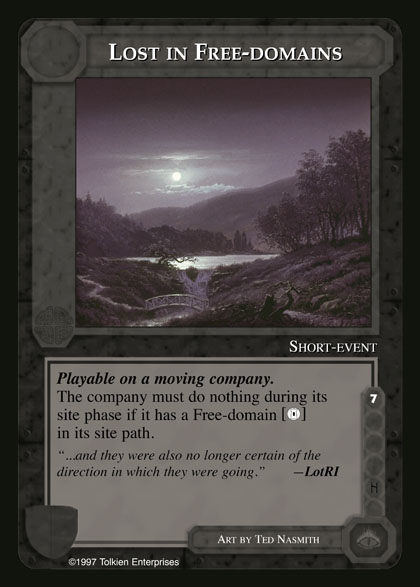 LOST IN FREE-DOMAINS
SHORT-EVENT
Playable on a moving company.
The company must do nothing during its
site phase if it has a Free-domain [ ]
in its site path.
7
“...and they were also no longer certain of the
direction in which they were going.” —LotRI
ART BY TED NASMITH
©1997 Tolkien Enterprises